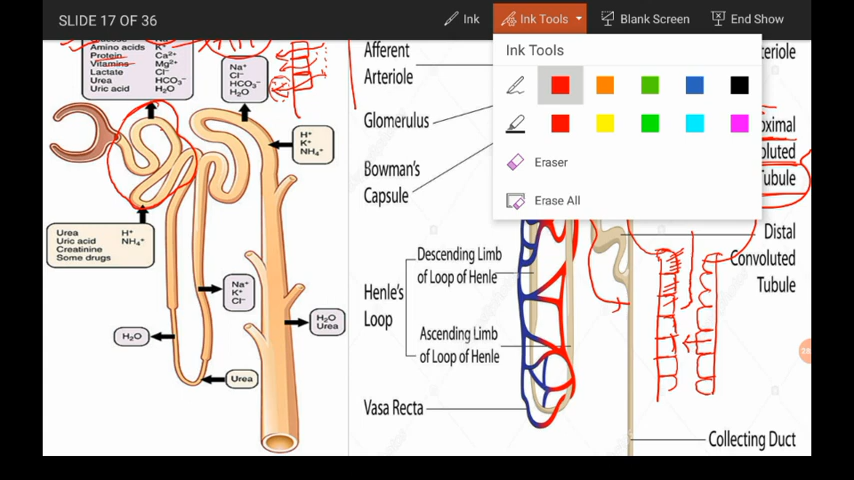 SLIDE 17 OF 36
Ink
Ink Tools
Blank Screen
End Show
Ink Tools
Eraser
Erase All
Amino acids K+
Protein Ca2+
Vitamins Mg2+
Lactate Cl−
Urea HCO3−
Uric acid H2O
Na+
Cl−
HCO3−
H2O
H+
K+
NH4+
Urea H+
Uric acid NH4+
Creatinine
Some drugs
Na+
K+
Cl−
H2O
H2O
Urea
Urea
Afferent
Arteriole
Glomerulus
Bowman's
Capsule
Descending Limb
of Loop of Henle
Henle's
Loop
Ascending Limb
of Loop of Henle
Vasa Recta
teriole
oximal
oluted
Tubule
Distal
Convoluted
Tubule
Collecting Duct